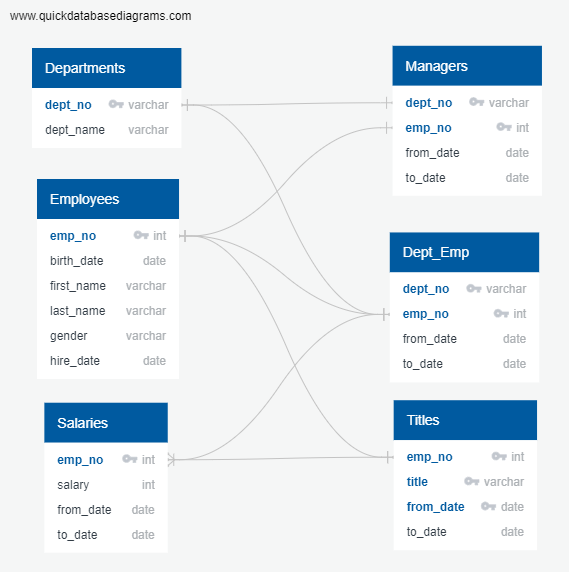 www.quickdatabasediagrams.com
Departments
dept_no varchar
dept_name varchar
Managers
dept_no varchar
emp_no int
from_date date
to_date date
Employees
emp_no int
birth_date date
first_name varchar
last_name varchar
gender varchar
hire_date date
Dept_Emp
dept_no varchar
emp_no int
from_date date
to_date date
Salaries
emp_no int
salary int
from_date date
to_date date
Titles
emp_no int
title varchar
from_date date
to_date date